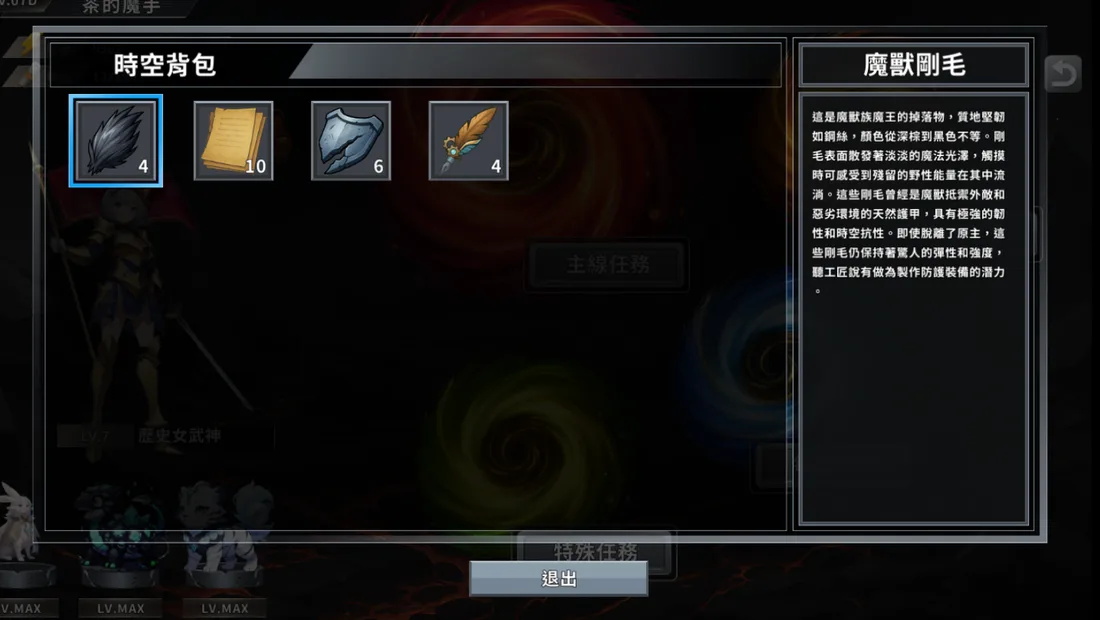 茶的魔手
時空背包
魔獸剛毛
4
10
6
4
這是魔獸族魔王的掉落物，質地堅韌
如鋼絲，顏色從深棕到黑色不等。剛
毛表面散發著淡淡的魔法光澤，觸摸
時可感受到殘留的野性能量在其中流
淌。這些剛毛曾經是魔獸抵禦外敵和
惡劣環境的天然護甲，具有極強的韌
性和時空抗性。即使脫離了原主，這
些剛毛仍保持著驚人的彈性和強度，
聽工匠說有做為製作防護裝備的潛力
。
主線任務
LV.7 歷史女武神
特殊任務
退出
V.MAX
LV.MAX
LV.MAX